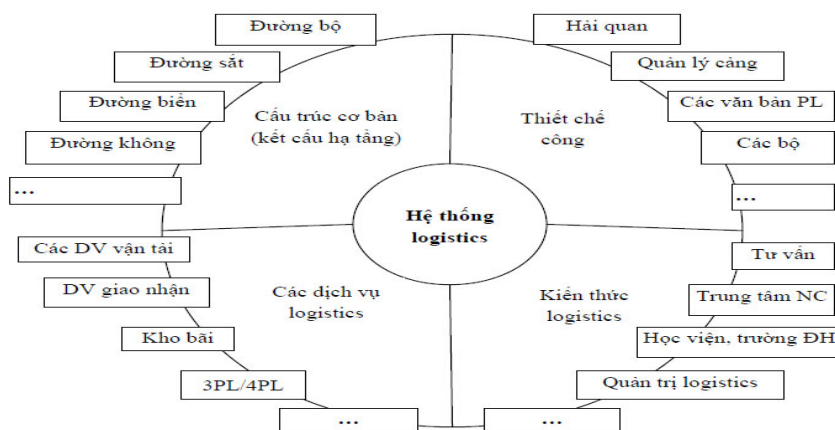 Đường bộ
Đường sắt
Đường biển
Đường không
...
Cấu trúc cơ bản
(kết cấu hạ tầng)
Hải quan
Quản lý cảng
Các văn bản PL
Các bộ
...
Thiết chế
công
Hệ thống
logistics
Các DV vận tải
DV giao nhận
Kho bãi
3PL/4PL
...
Các dịch vụ
logistics
Tư vấn
Trung tâm NC
Học viện, trường ĐH
Quản trị logistics
...
Kiến thức
logistics